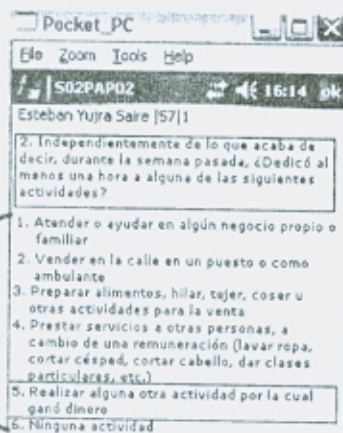 Pocket_PC
File Zoom Tools Help
S02PAP02 16:14 ok
Esteban Yujra Saire |57|1
2. Independientemente de lo que acaba de
decir, durante la semana pasada, ¿Dedicó al
menos una hora a alguna de las siguientes
actividades?
1. Atender o ayudar en algún negocio propio o
familiar
2. Vender en la calle en un puesto o como
ambulante
3. Preparar alimentos, hilar, tejer, coser u
otras actividades para la venta
4. Prestar servicios a otras personas, a
cambio de una remuneración (lavar ropa,
cortar césped, cortar cabello, dar clases
particulares, etc.)
5. Realizar alguna otra actividad por la cual
ganó dinero
6. Ninguna actividad